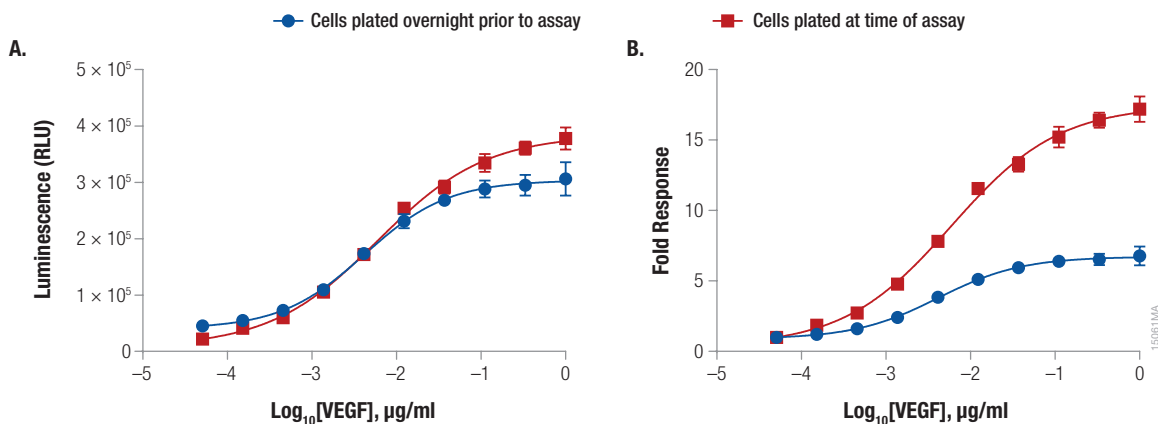 Cells plated overnight prior to assay
Cells plated at time of assay
A.
5 × 10⁵
4 × 10⁵
3 × 10⁵
2 × 10⁵
1 × 10⁵
0
Luminescence (RLU)
–5 –4 –3 –2 –1 0
Log₁₀[VEGF], µg/ml
B.
20
15
10
5
0
Fold Response
–5 –4 –3 –2 –1 0
Log₁₀[VEGF], µg/ml
15061MA